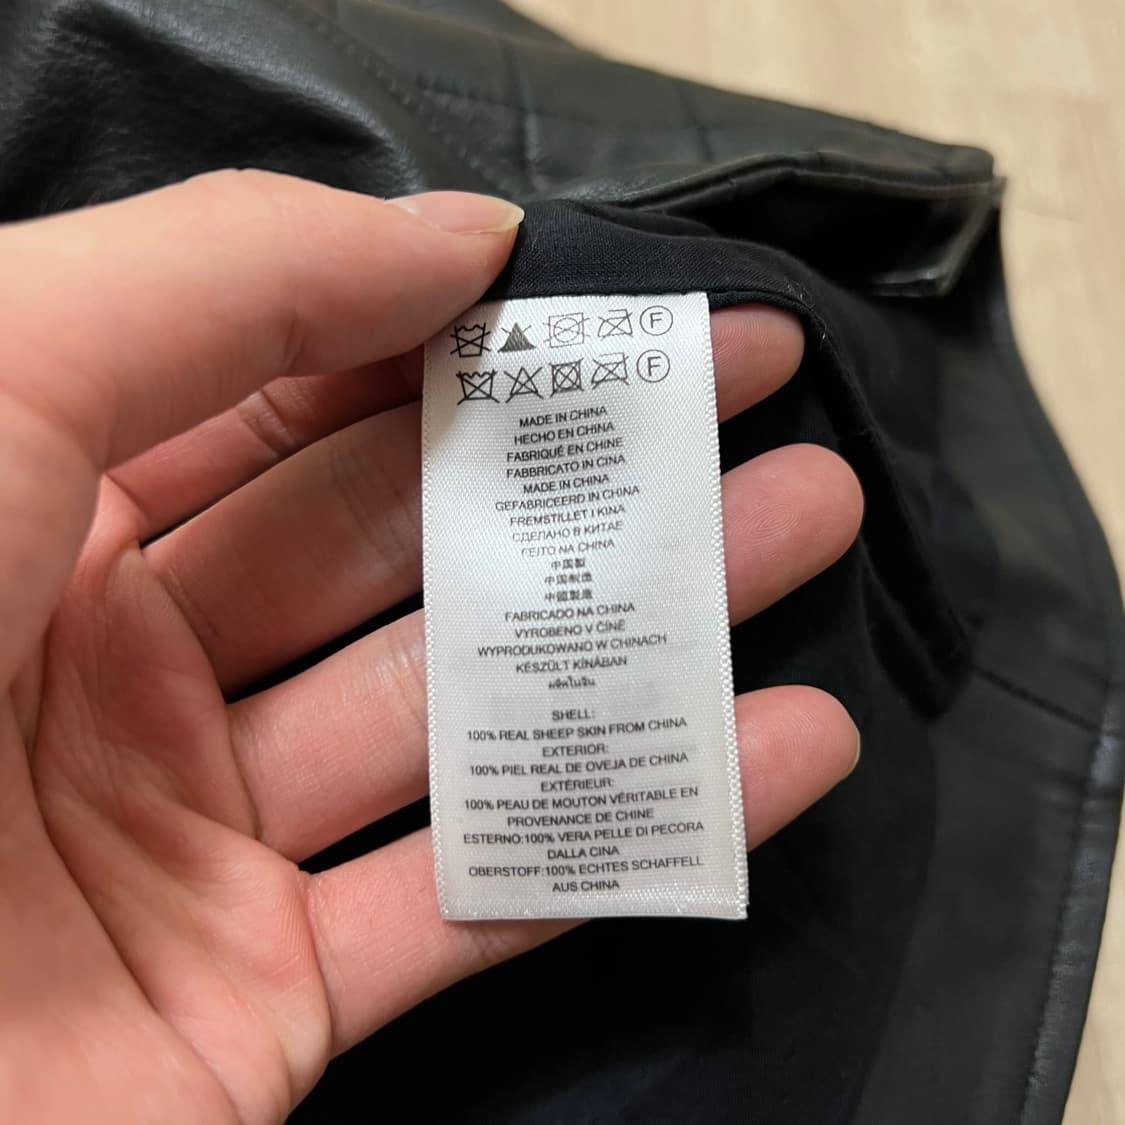 F
F
MADE IN CHINA
HECHO EN CHINA
FABRIQUÉ EN CHINE
FABBRICATO IN CINA
MADE IN CHINA
GEFABRICEERD IN CHINA
FREMSTILLET I KINA
СДЕЛАНО В КИТАЕ
FEITO NA CHINA
中国製
中国制造
中國製造
FABRICADO NA CHINA
VYROBENO V ČÍNĚ
WYPRODUKOWANO W CHINACH
KÉSZÜLT KÍNÁBAN
ผลิตในจีน
SHELL:
100% REAL SHEEP SKIN FROM CHINA
EXTERIOR:
100% PIEL REAL DE OVEJA DE CHINA
EXTÉRIEUR:
100% PEAU DE MOUTON VÉRITABLE EN
PROVENANCE DE CHINE
ESTERNO:100% VERA PELLE DI PECORA
DALLA CINA
OBERSTOFF:100% ECHTES SCHAFFELL
AUS CHINA